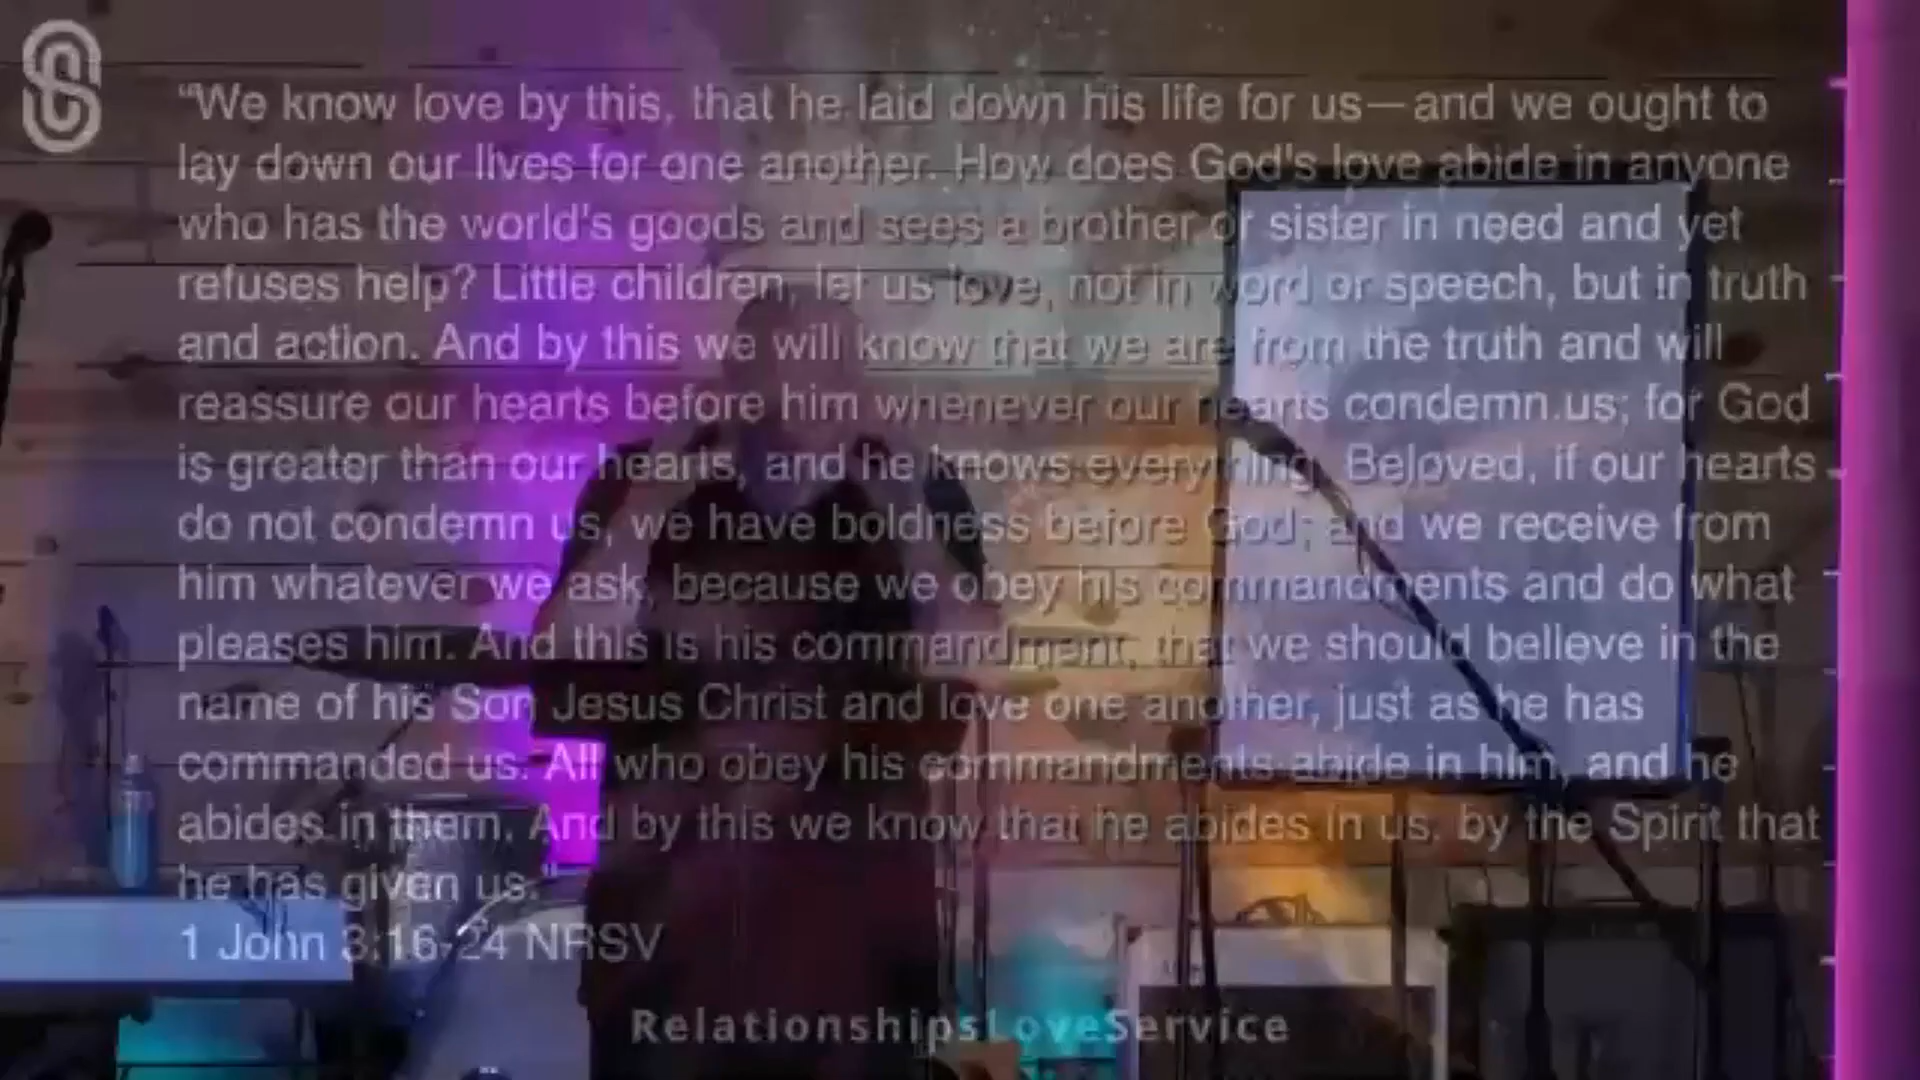 “We know love by this, that he laid down his life for us—and we ought to
lay down our lives for one another. How does God's love abide in anyone
who has the world's goods and sees a brother or sister in need and yet
refuses help? Little children, let us love, not in word or speech, but in truth
and action. And by this we will know that we are from the truth and will
reassure our hearts before him whenever our hearts condemn us; for God
is greater than our hearts, and he knows everything. Beloved, if our hearts
do not condemn us, we have boldness before God; and we receive from
him whatever we ask, because we obey his commandments and do what
pleases him. And this is his commandment, that we should believe in the
name of his Son Jesus Christ and love one another, just as he has
commanded us. All who obey his commandments abide in him, and he
abides in them. And by this we know that he abides in us, by the Spirit that
he has given us.”
1 John 3:16-24 NRSV
RelationshipsLoveService